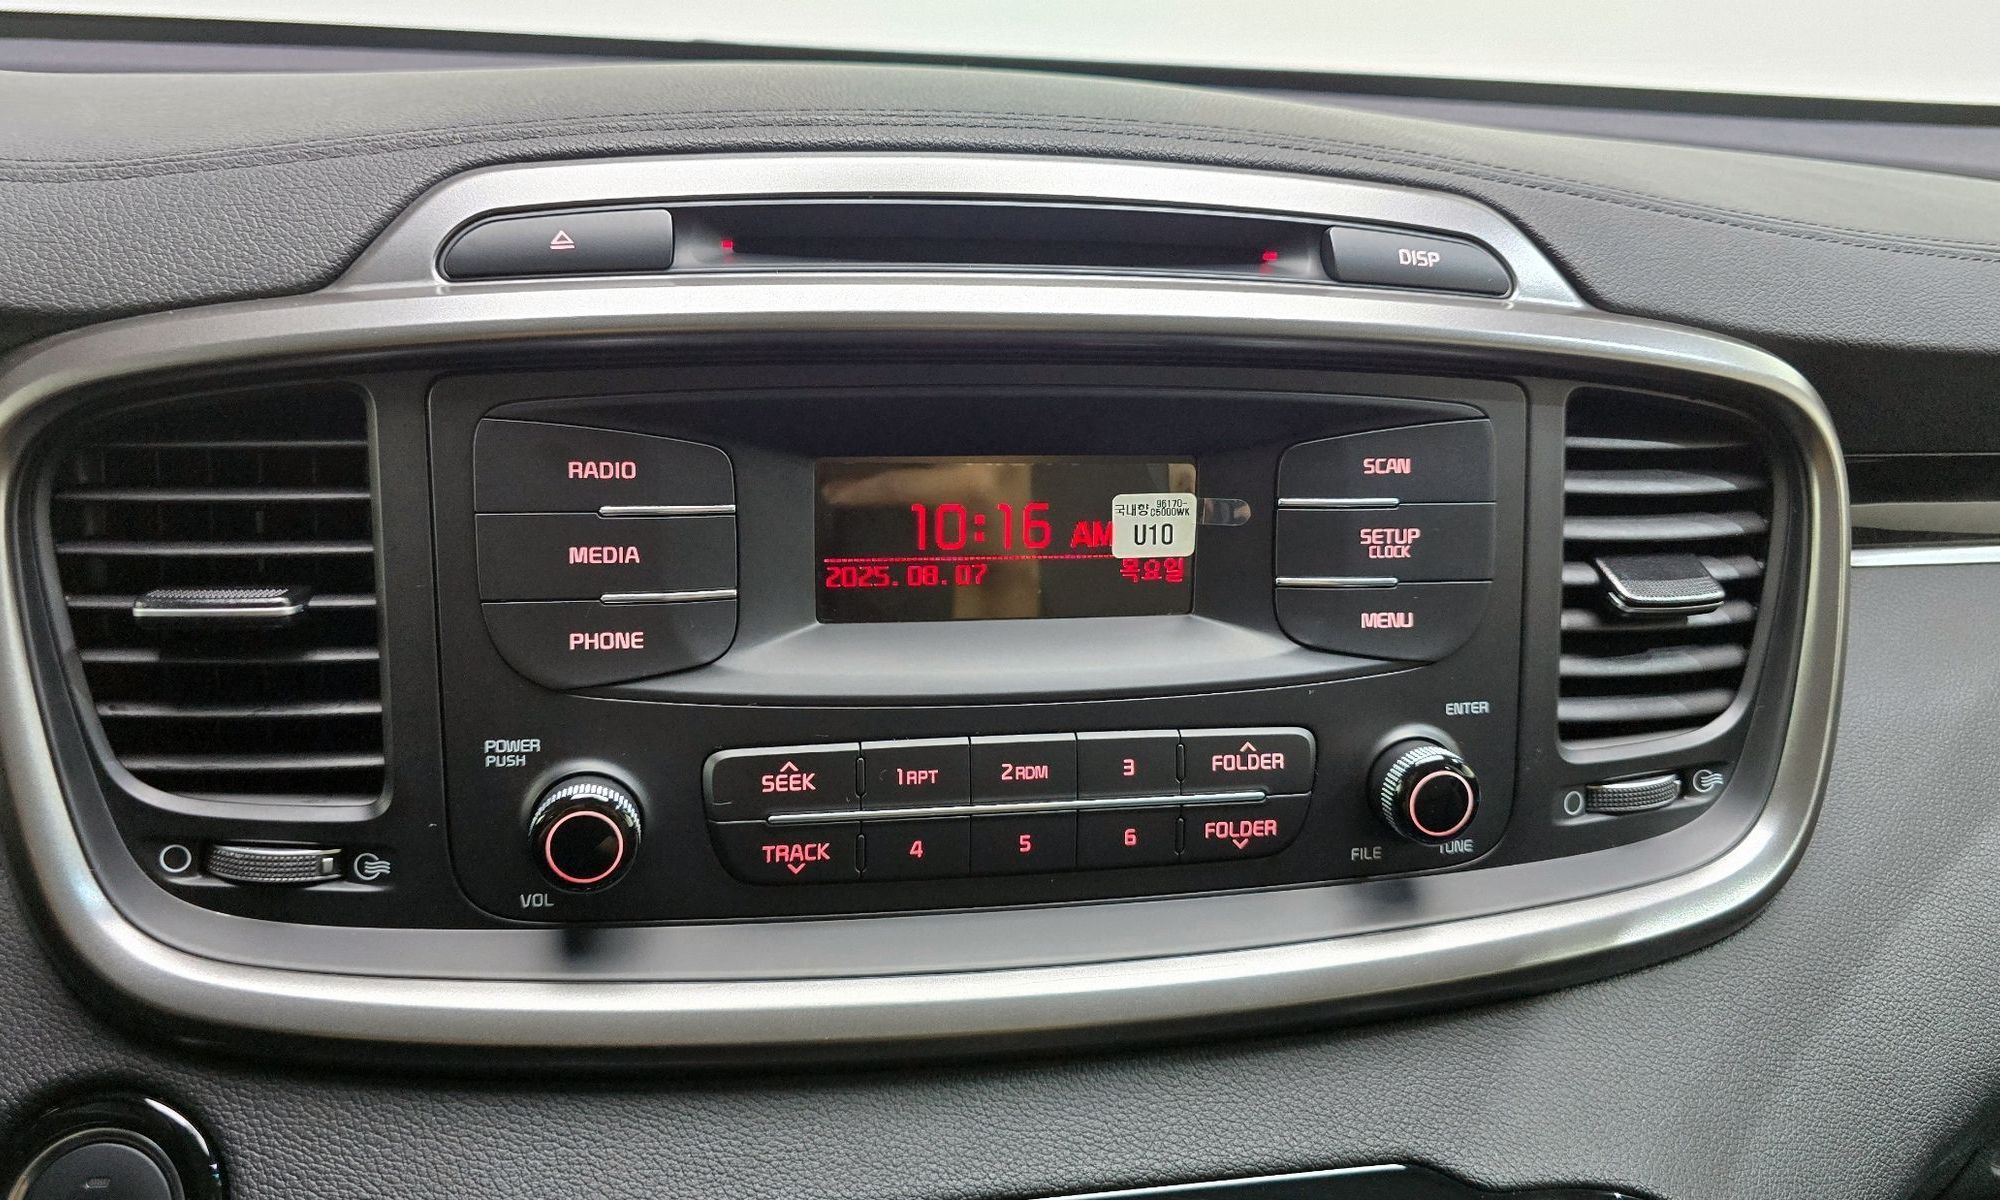 DISP
RADIO
MEDIA
PHONE
10:16 AM
2025.08.07 목요일
국내향 96170-
C5000WK
U10
SCAN
SETUP
CLOCK
MENU
POWER
PUSH
VOL
SEEK
1 RPT
2 RDM
3
FOLDER
TRACK
4
5
6
FOLDER
ENTER
FILE
TUNE